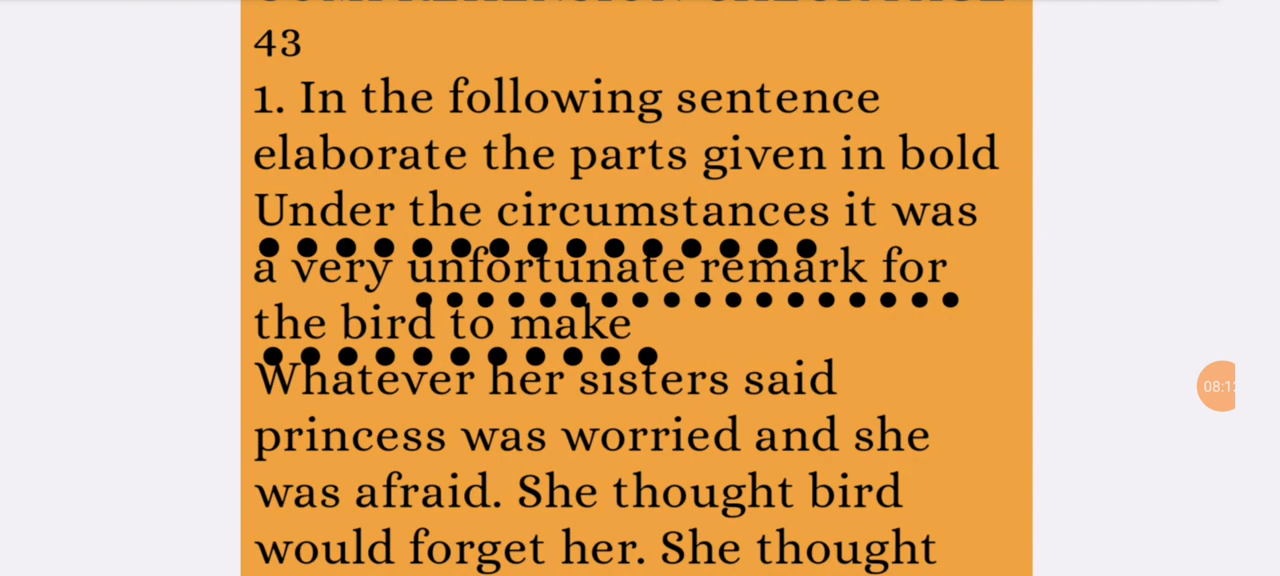 43
1. In the following sentence
elaborate the parts given in bold
Under the circumstances it was
a very unfortunate remark for
the bird to make
Whatever her sisters said
princess was worried and she
was afraid. She thought bird
would forget her. She thought